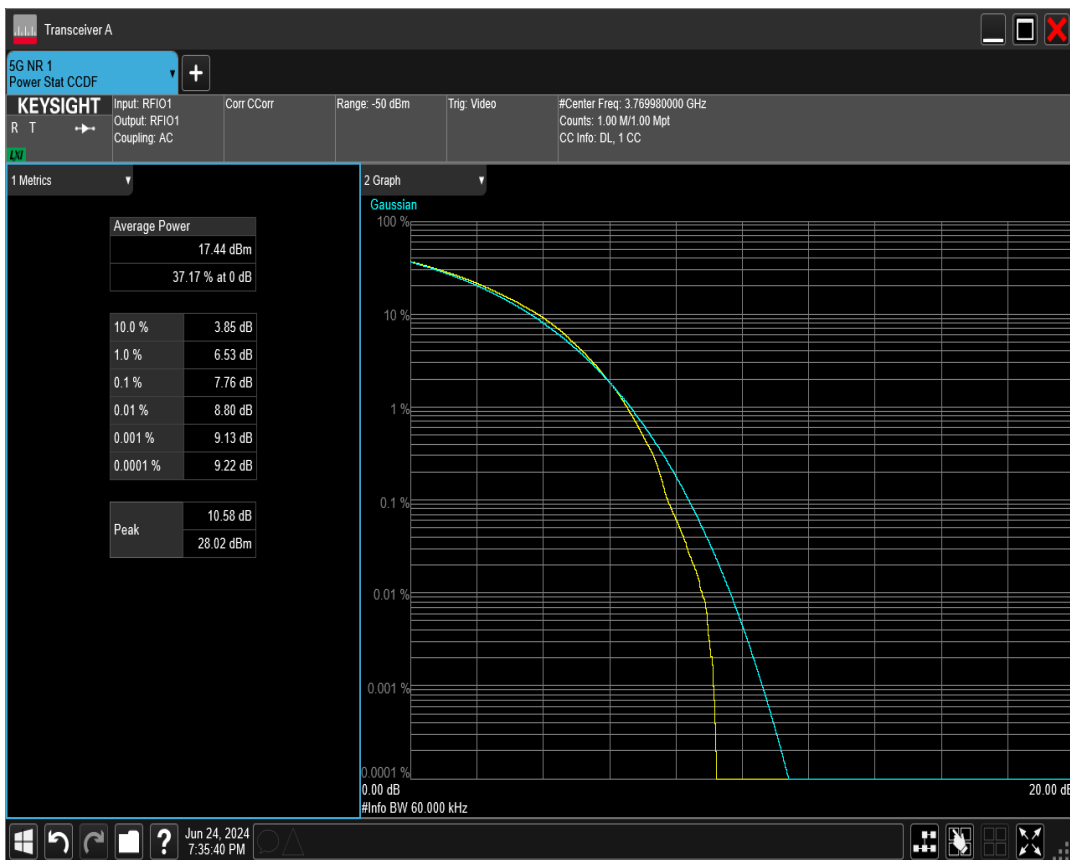 Transceiver A
5G NR 1
Power Stat CCDF
+
KEYSIGHT
R T
LXI
Input: RFIO1
Output: RFIO1
Coupling: AC
Corr CCorr
Range: -50 dBm
Trig: Video
#Center Freq: 3.769980000 GHz
Counts: 1.00 M/1.00 Mpt
CC Info: DL, 1 CC
1 Metrics
Average Power
17.44 dBm
37.17 % at 0 dB
10.0 % 3.85 dB
1.0 % 6.53 dB
0.1 % 7.76 dB
0.01 % 8.80 dB
0.001 % 9.13 dB
0.0001 % 9.22 dB
Peak 10.58 dB
28.02 dBm
2 Graph
Gaussian
100 %
10 %
1 %
0.1 %
0.01 %
0.001 %
0.0001 %
0.00 dB 20.00 dB
#Info BW 60.000 kHz
?
Jun 24, 2024
7:35:40 PM